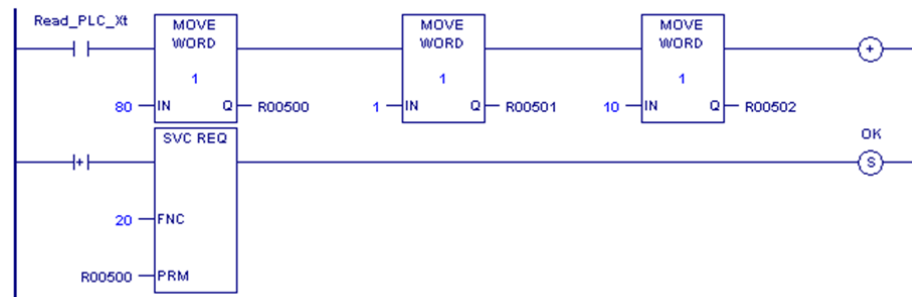 Read_PLC_Xt
MOVE WORD
1
80 IN Q R00500
MOVE WORD
1
1 IN Q R00501
MOVE WORD
1
10 IN Q R00502
+
+
SVC REQ
20 FNC
R00500 PRM
OK
S